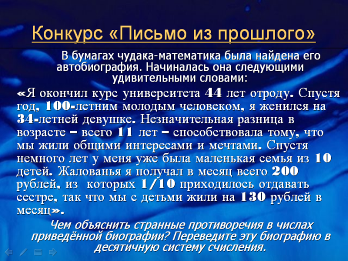 Конкурс «Письмо из прошлого»
В бумагах чудака-математика была найдена его
автобиография. Начиналась она следующими
удивительными словами:
«Я окончил курс университета 44 лет отроду. Спустя
год, 100-летним молодым человеком, я женился на
34-летней девушке. Незначительная разница в
возрасте – всего 11 лет – способствовала тому, что
мы жили общими интересами и мечтами. Спустя
немного лет у меня уже была маленькая семья из 10
детей. Жалованья я получал в месяц всего 200
рублей, из которых 1/10 приходилось отдавать
сестре, так что мы с детьми жили на 130 рублей в
месяц».
Чем объяснить странные противоречия в числах
приведённой биографии? Переведите эту биографию в
десятичную систему счисления.